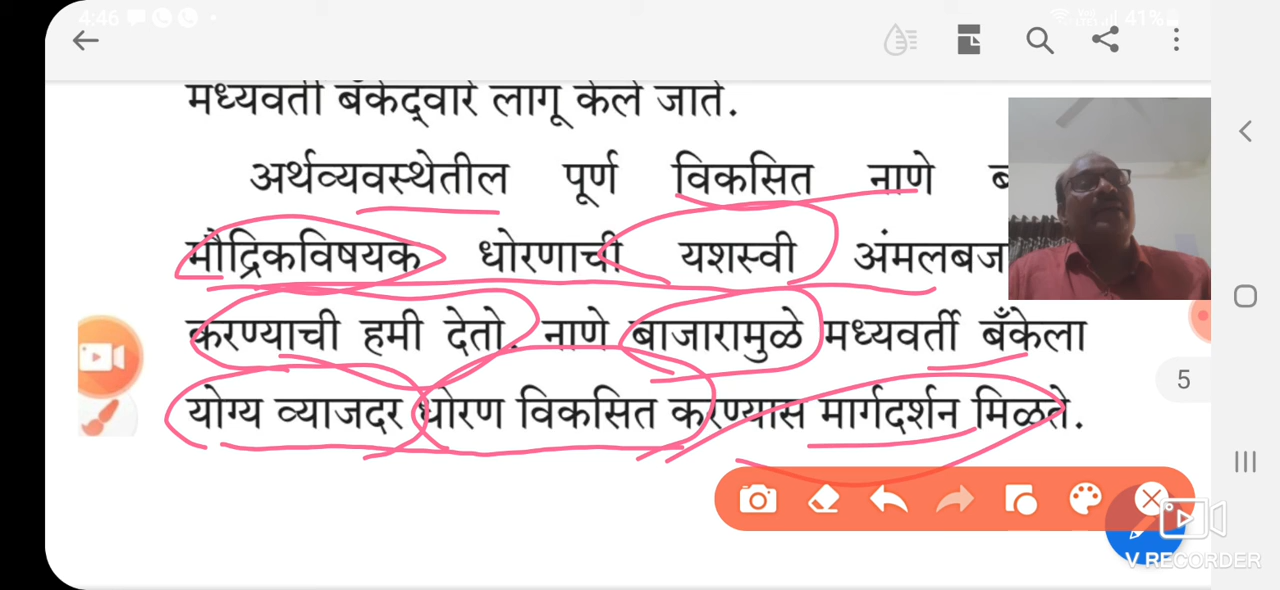 4:46 41%
मध्यवर्ती बँकेद्वारे लागू केले जाते.
अर्थव्यवस्थेतील पूर्ण विकसित नाणे
मौद्रिकविषयक धोरणाची यशस्वी
करण्याची हमी देतो. नाणे बाजारामुळे मध्यवर्ती बँकेला
योग्य व्याजदर धोरण विकसित करण्यास मार्गदर्शन मिळते.
5
V RECORDER